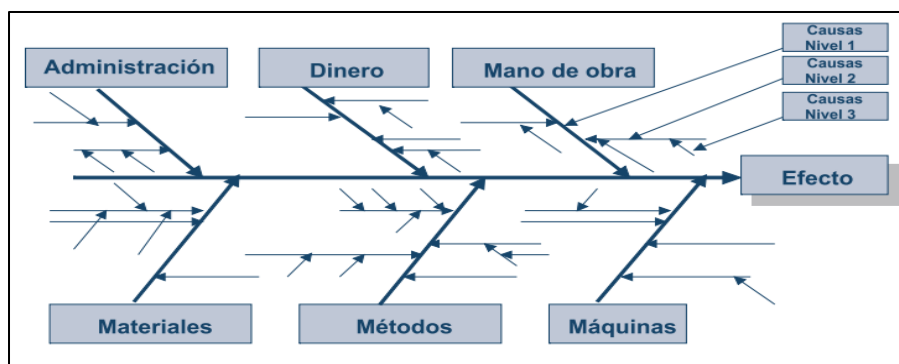 Causas
Nivel 1
Administración
Dinero
Mano de obra
Causas
Nivel 2
Causas
Nivel 3
Efecto
Materiales
Métodos
Máquinas